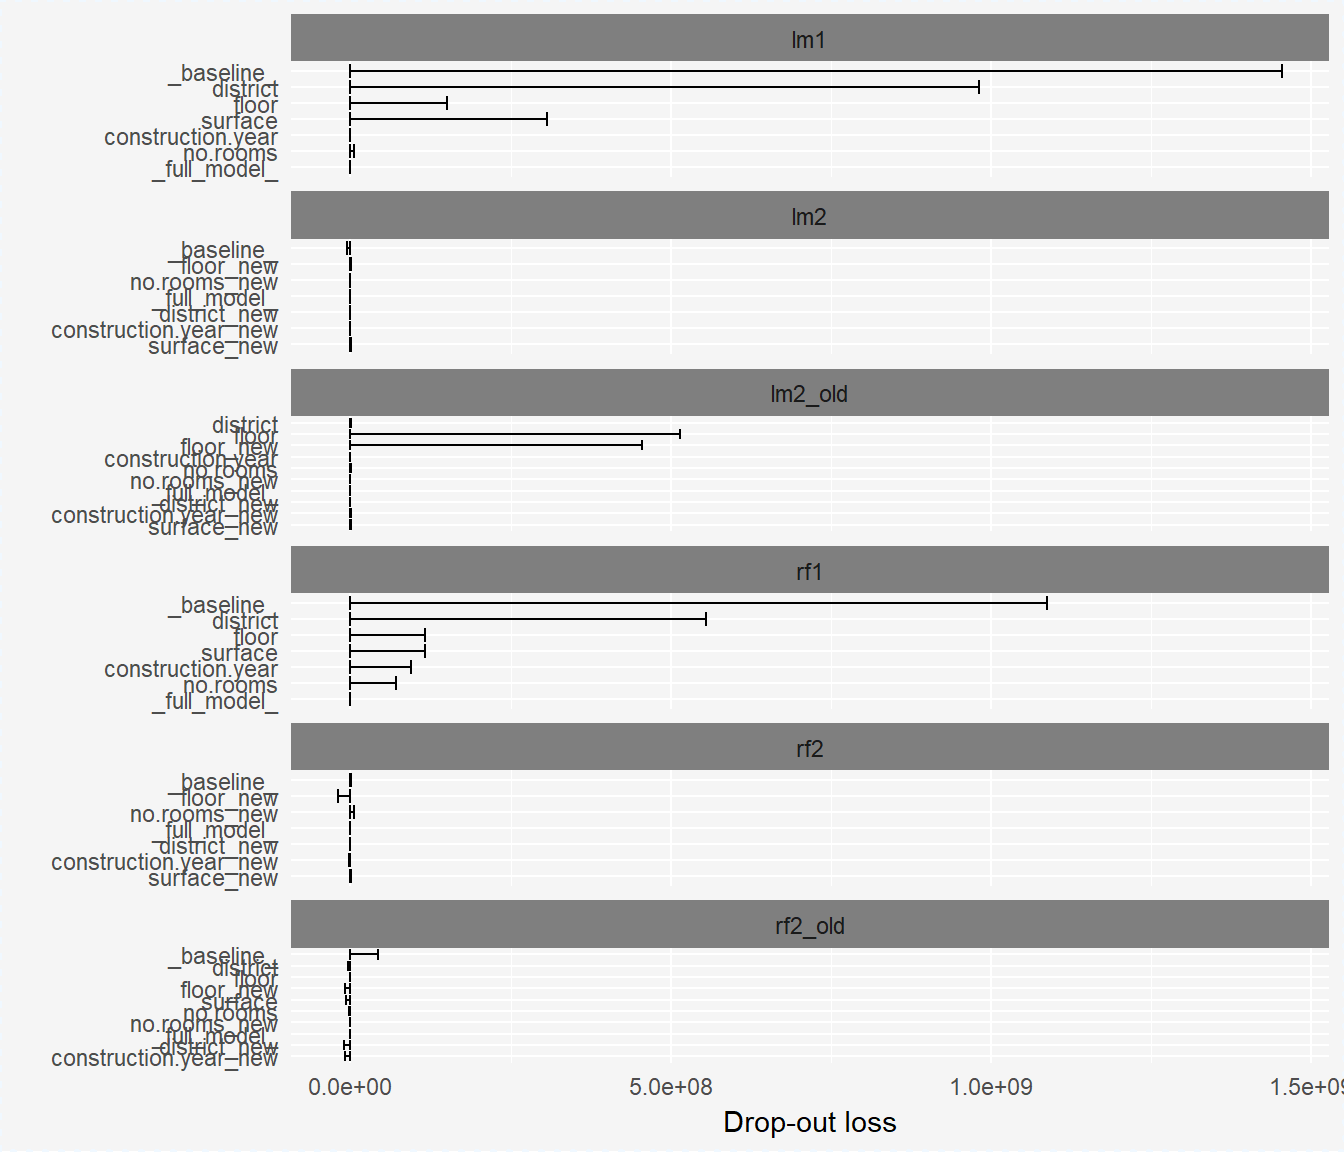 lm1
_baseline_
district
floor
surface
construction.year
no.rooms
_full_model_
lm2
_baseline_
floor_new
no.rooms_new
_full_model_
district_new
construction.year_new
surface_new
lm2_old
district
floor
floor_new
construction.year
no.rooms
no.rooms_new
_full_model_
district_new
construction.year_new
surface_new
rf1
_baseline_
district
floor
surface
construction.year
no.rooms
_full_model_
rf2
_baseline_
floor_new
no.rooms_new
_full_model_
district_new
construction.year_new
surface_new
rf2_old
_baseline_
district
floor
floor_new
surface
no.rooms
no.rooms_new
_full_model_
district_new
construction.year_new
0.0e+00 5.0e+08 1.0e+09
Drop-out loss